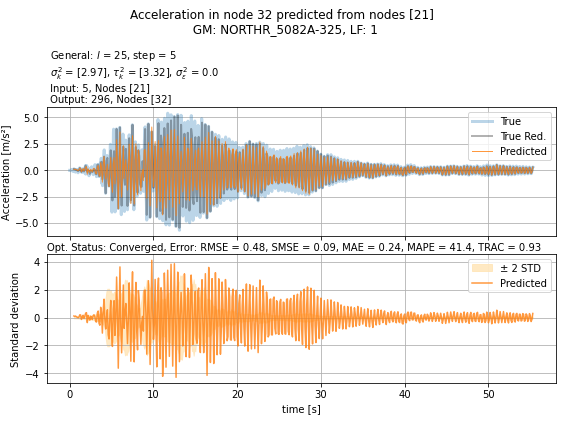 Acceleration in node 32 predicted from nodes [21]
GM: NORTHR_5082A-325, LF: 1
General: l = 25, step = 5
σ²ₖ = [2.97], τ²ₖ = [3.32], σ²ᵣ = 0.0
Input: 5, Nodes [21]
Output: 296, Nodes [32]
Acceleration [m/s²]
5.0
2.5
0.0
−2.5
−5.0
True
True Red.
Predicted
Opt. Status: Converged, Error: RMSE = 0.48, SMSE = 0.09, MAE = 0.24, MAPE = 41.4, TRAC = 0.93
Standard deviation
4
2
0
−2
−4
± 2 STD
Predicted
0 10 20 30 40 50
time [s]